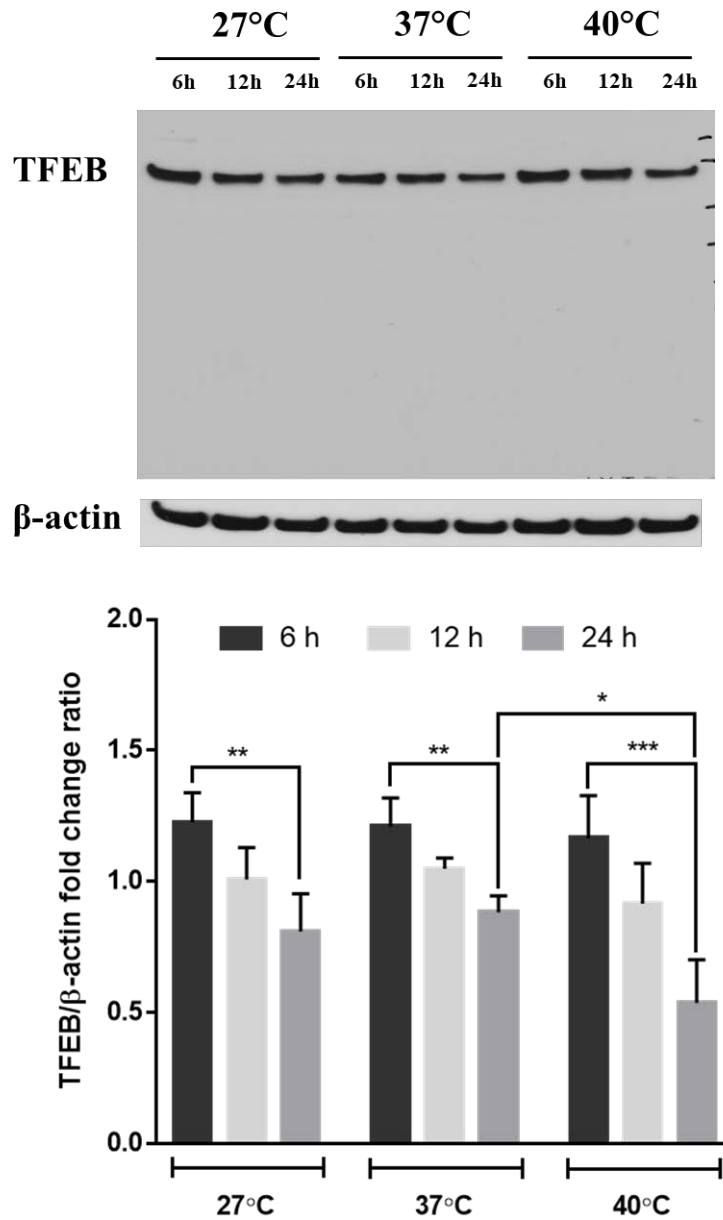 27°C 37°C 40°C
6h 12h 24h 6h 12h 24h 6h 12h 24h
TFEB
β-actin
2.0
6 h 12 h 24 h
*
1.5
** ** ***
1.0
0.5
0.0
TFEB/β-actin fold change ratio
27°C 37°C 40°C